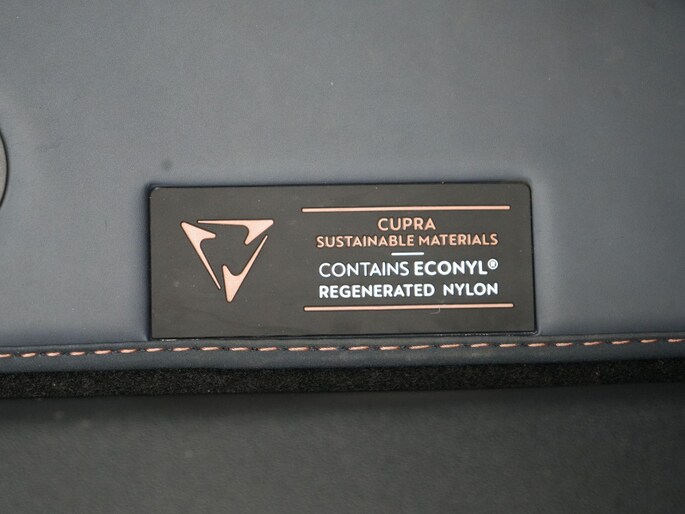 CUPRA
SUSTAINABLE MATERIALS
CONTAINS ECONYL®
REGENERATED NYLON